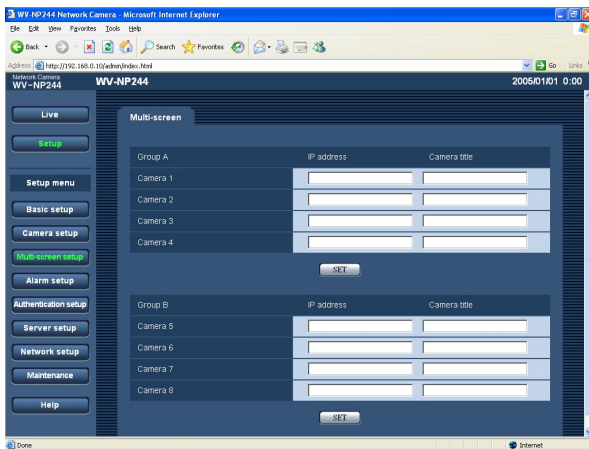 WV-NP244 Network Camera - Microsoft Internet Explorer
File Edit View Favorites Tools Help
Back Search Favorites
Address http://192.168.0.10/admin/index.html Go Links
Network Camera
WV-NP244
WV-NP244
2005/01/01 0:00
Live
Setup
Setup menu
Basic setup
Camera setup
Multi-screen setup
Alarm setup
Authentication setup
Server setup
Network setup
Maintenance
Help
Multi-screen
Group A IP address Camera title
Camera 1
Camera 2
Camera 3
Camera 4
SET
Group B IP address Camera title
Camera 5
Camera 6
Camera 7
Camera 8
SET
Done Internet